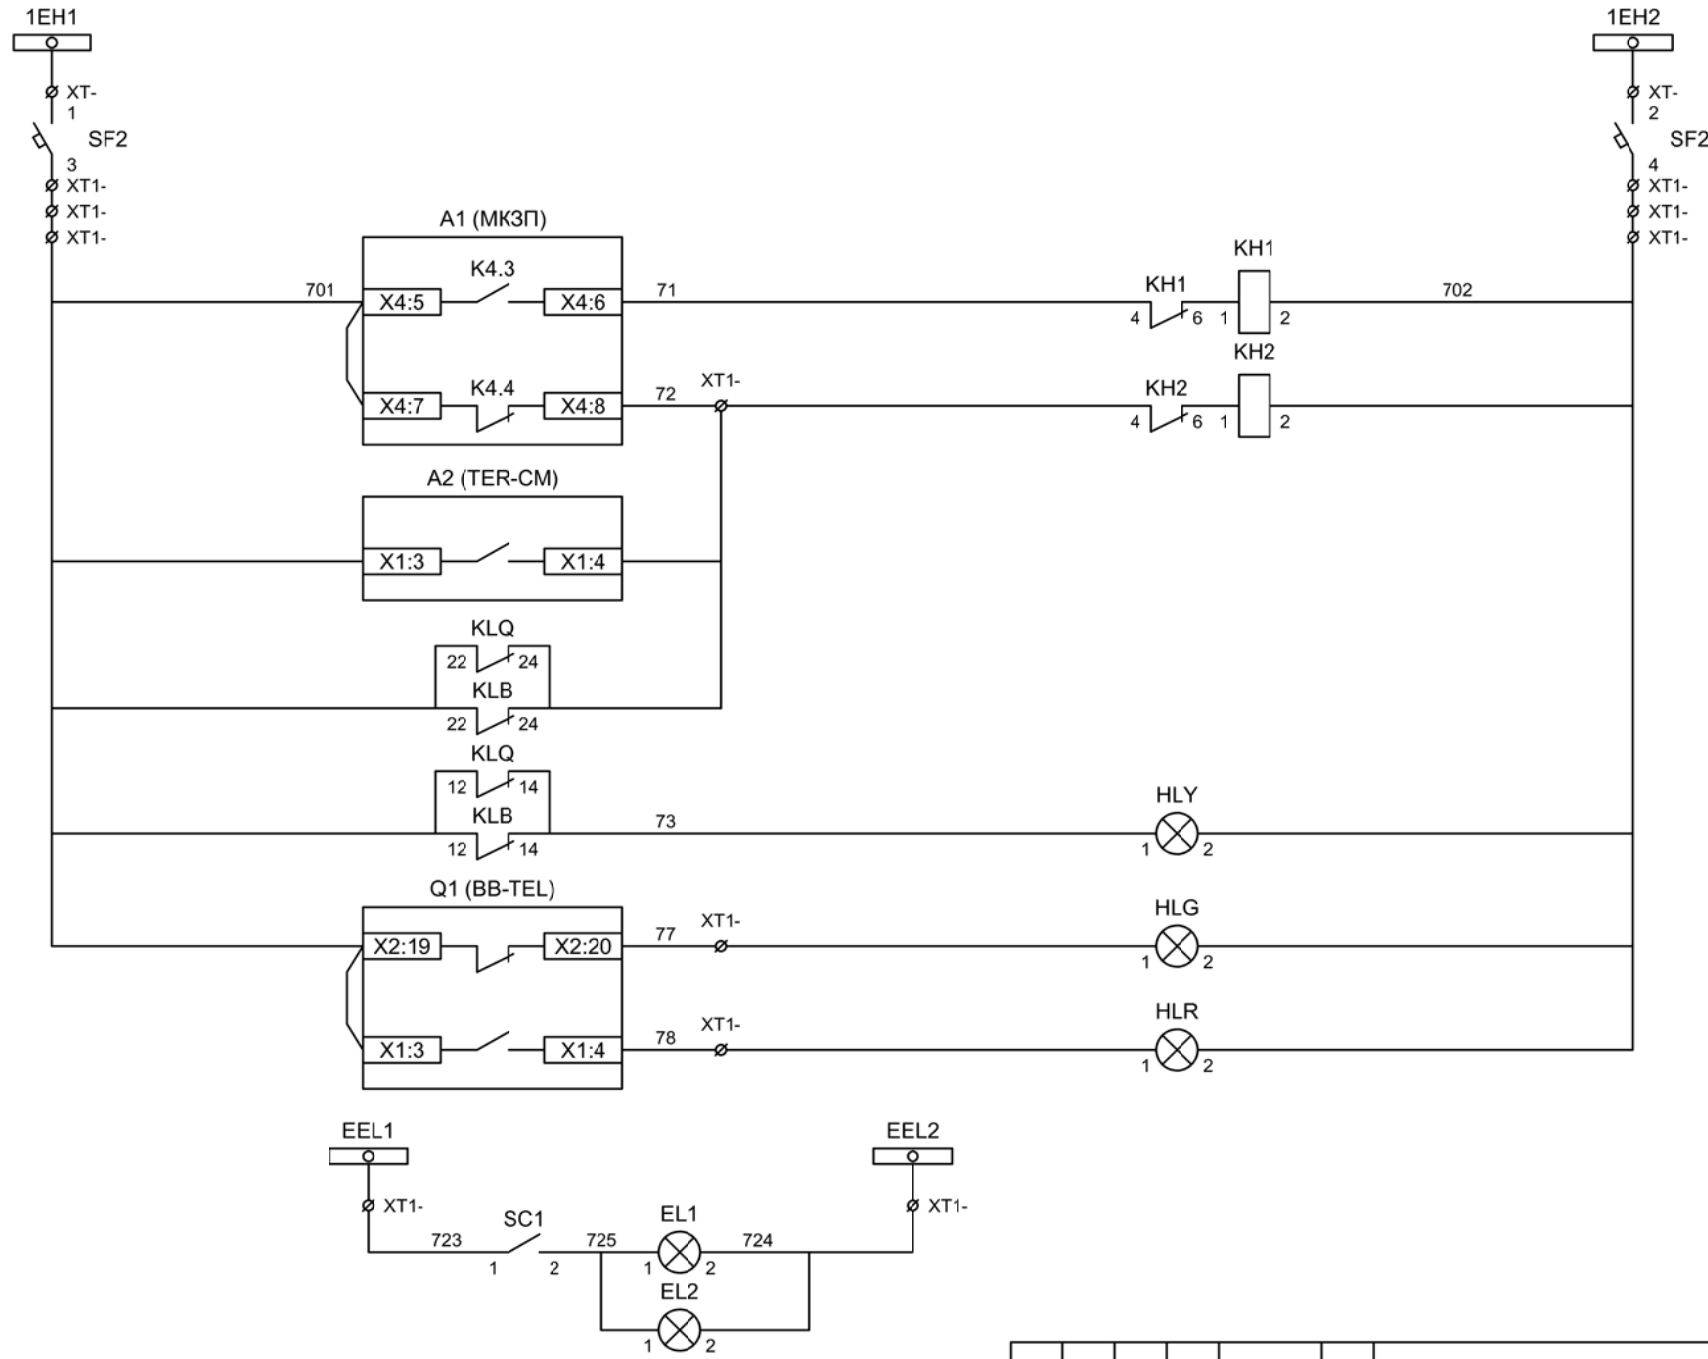 1EH1 1EH2
XT- XT-
1 2
SF2 SF2
3 4
XT1- XT1-
XT1- XT1-
XT1- XT1-
A1 (МКЗП)
K4.3 KH1
701 X4:5 X4:6 71 KH1 702
4 6 1 2
KH2
K4.4 XT1- KH2
X4:7 X4:8 72
4 6 1 2
A2 (TER-CM)
X1:3 X1:4
KLQ
22 24
KLB
22 24
KLQ
12 14
KLB 73 HLY
12 14 1 2
Q1 (BB-TEL)
XT1- HLG
X2:19 X2:20 77
1 2
XT1- HLR
X1:3 X1:4 78
1 2
EEL1 EEL2
XT1- XT1-
SC1 EL1
723 725 724
1 2 1 2
EL2
1 2